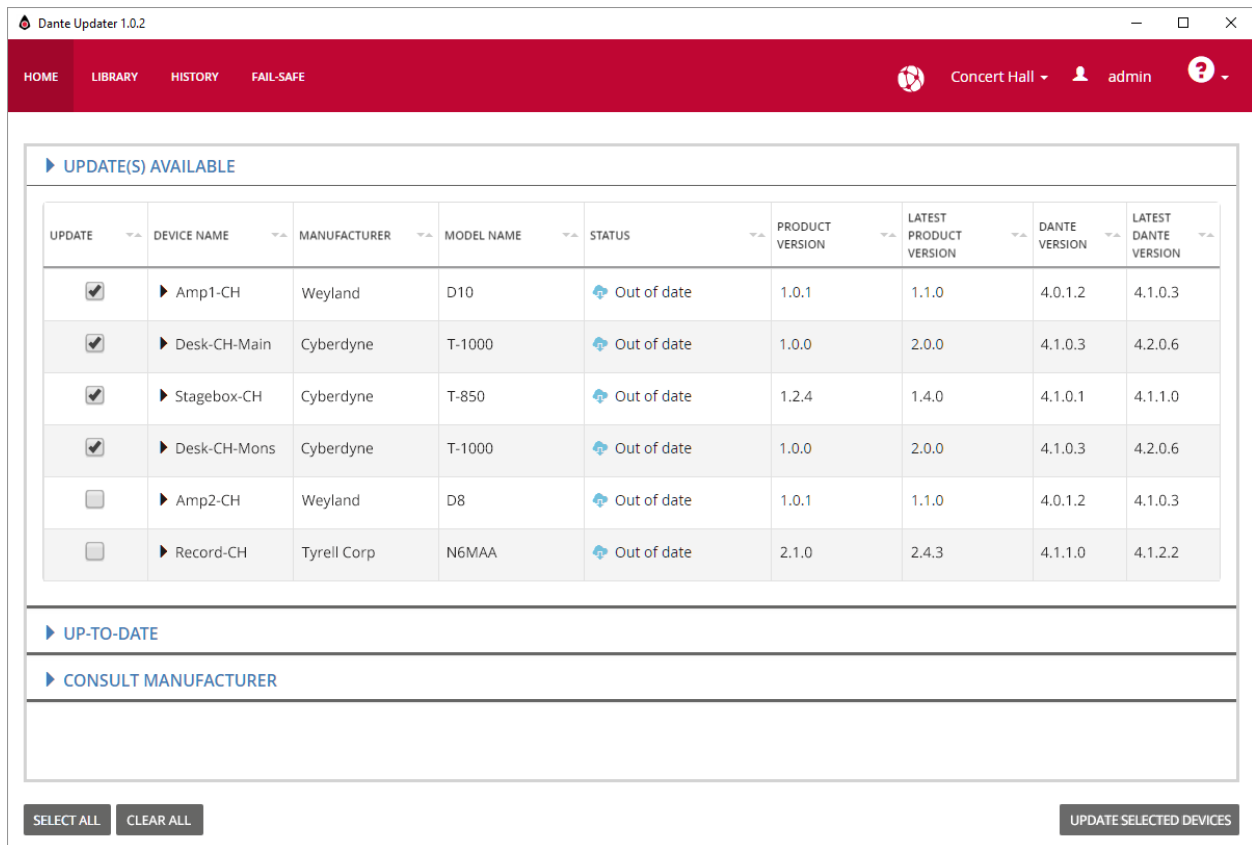 Dante Updater 1.0.2
HOME LIBRARY HISTORY FAIL-SAFE Concert Hall admin ?
UPDATE(S) AVAILABLE
UPDATE DEVICE NAME MANUFACTURER MODEL NAME STATUS PRODUCT VERSION LATEST PRODUCT VERSION DANTE VERSION LATEST DANTE VERSION
Amp1-CH Weyland D10 Out of date 1.0.1 1.1.0 4.0.1.2 4.1.0.3
Desk-CH-Main Cyberdyne T-1000 Out of date 1.0.0 2.0.0 4.1.0.3 4.2.0.6
Stagebox-CH Cyberdyne T-850 Out of date 1.2.4 1.4.0 4.1.0.1 4.1.1.0
Desk-CH-Mons Cyberdyne T-1000 Out of date 1.0.0 2.0.0 4.1.0.3 4.2.0.6
Amp2-CH Weyland D8 Out of date 1.0.1 1.1.0 4.0.1.2 4.1.0.3
Record-CH Tyrell Corp N6MAA Out of date 2.1.0 2.4.3 4.1.1.0 4.1.2.2
UP-TO-DATE
CONSULT MANUFACTURER
SELECT ALL CLEAR ALL UPDATE SELECTED DEVICES